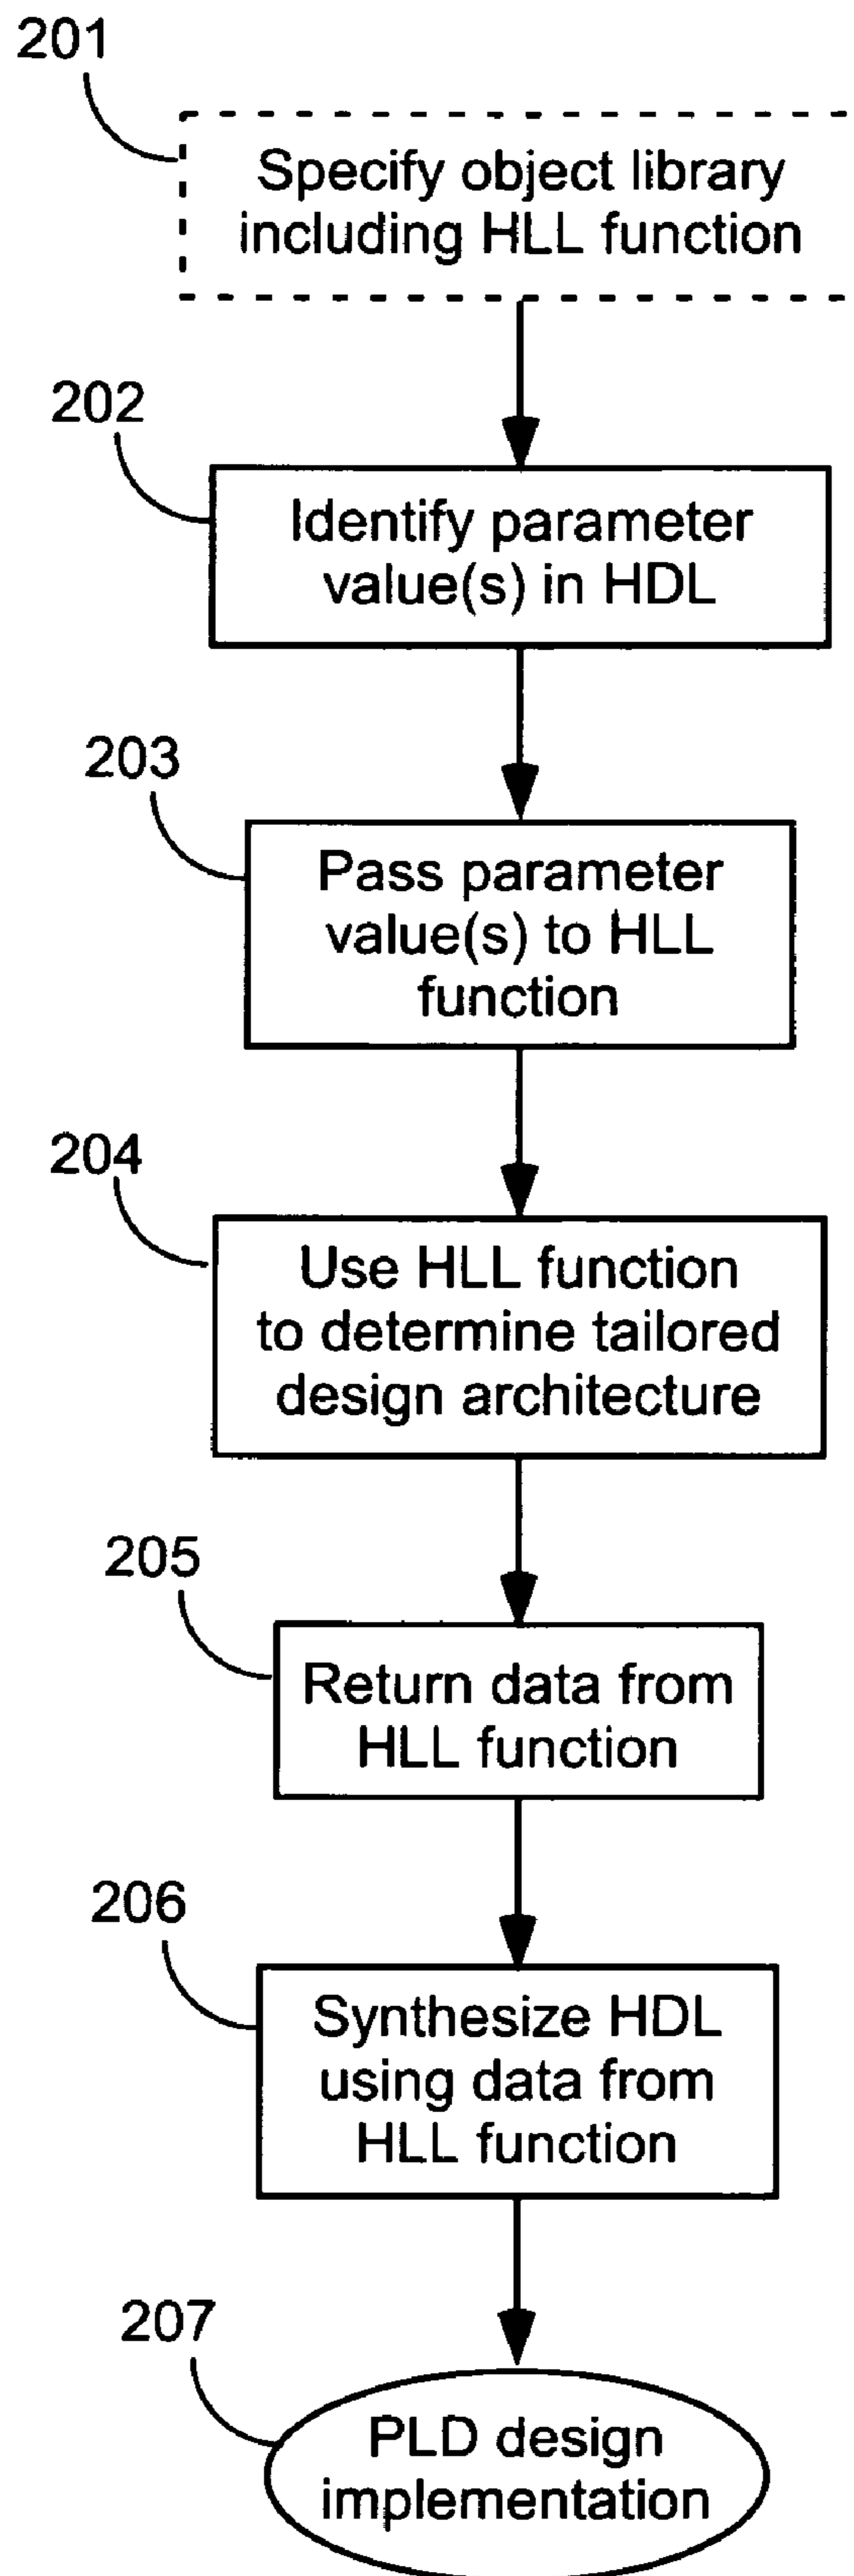 201
Specify object library
including HLL function
202
Identify parameter
value(s) in HDL
203
Pass parameter
value(s) to HLL
function
204
Use HLL function
to determine tailored
design architecture
205
Return data from
HLL function
206
Synthesize HDL
using data from
HLL function
207
PLD design
implementation